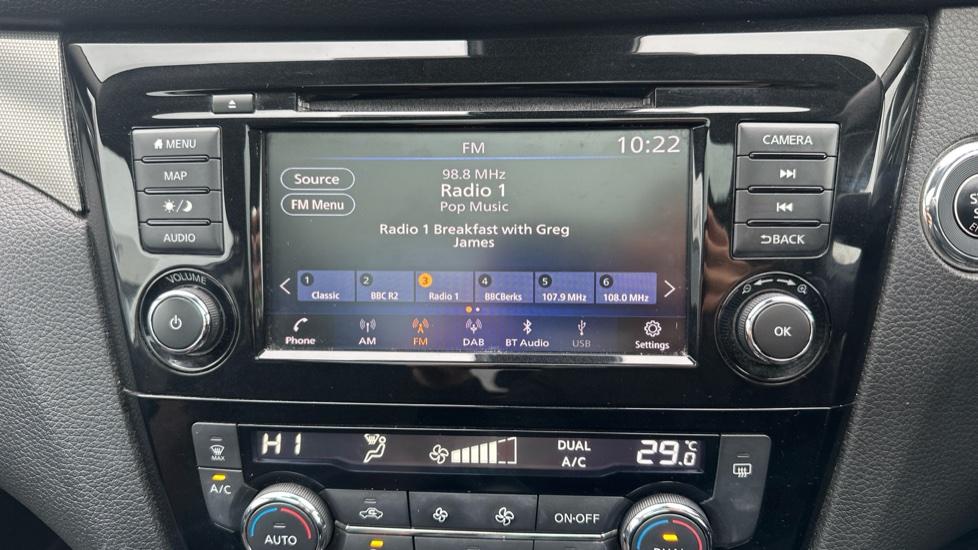 MENU
MAP
AUDIO
VOLUME
FM
10:22
Source
FM Menu
98.8 MHz
Radio 1
Pop Music
Radio 1 Breakfast with Greg
James
1 Classic
2 BBC R2
3 Radio 1
4 BBCBerks
5 107.9 MHz
6 108.0 MHz
Phone
AM
FM
DAB
BT Audio
USB
Settings
CAMERA
BACK
OK
HI
DUAL
A/C
29.0 °C
MAX
A/C
AUTO
ON·OFF
DUAL